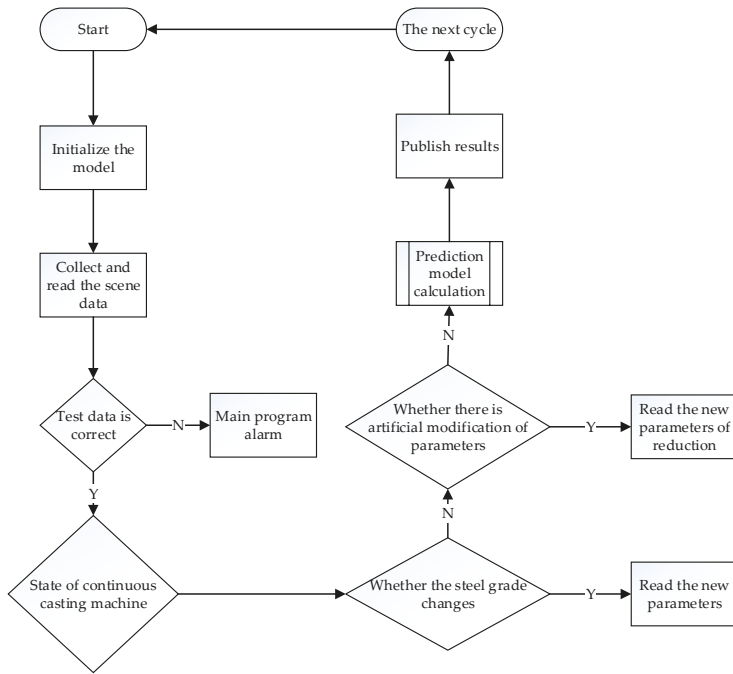 Start
The next cycle
Initialize the
model
Publish results
Collect and
read the scene
data
Prediction
model
calculation
N
Test data is
correct
N
Main program
alarm
Whether there is
artificial modification of
parameters
Y
Read the new
parameters of
reduction
Y
N
State of continuous
casting machine
Whether the steel grade
changes
Y
Read the new
parameters